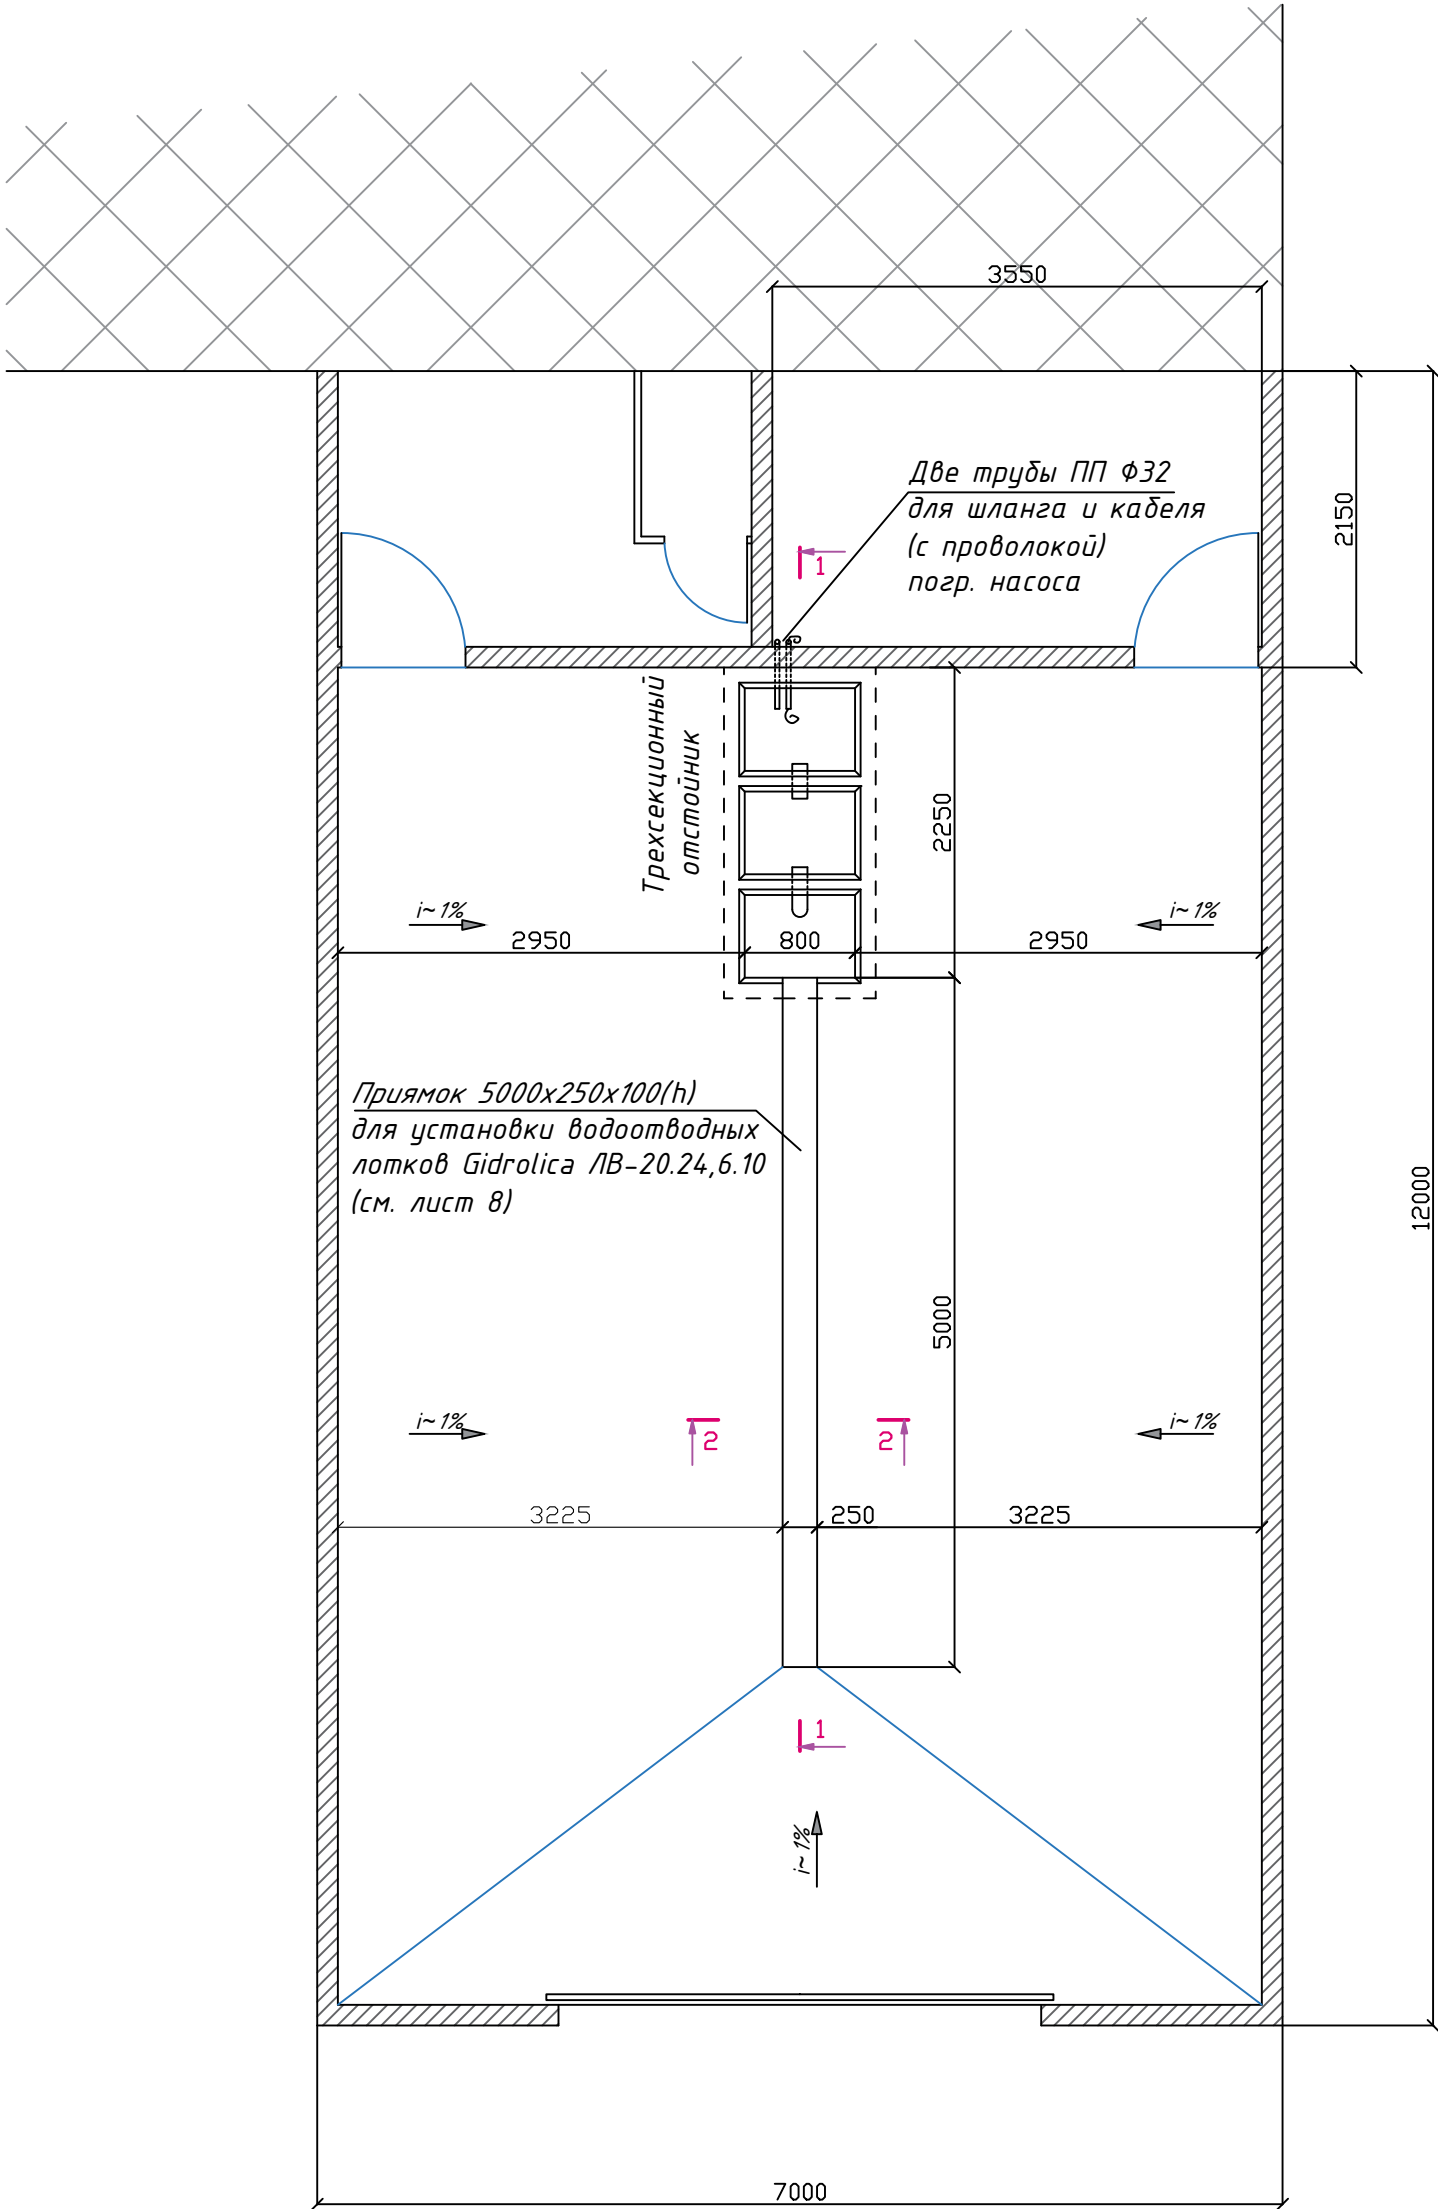 3550
Две трубы ПП Ф32
для шланга и кабеля
(с проволокой)
погр. насоса
2150
1
Трехсекционный
отстойник
2250
i~1%
i~1%
2950
800
2950
Приямок 5000х250х100(h)
для установки водоотводных
лотков Gidrolica ЛВ-20.24,6.10
(см. лист 8)
12000
5000
i~1%
2
2
i~1%
3225
250
3225
1
i~1%
7000